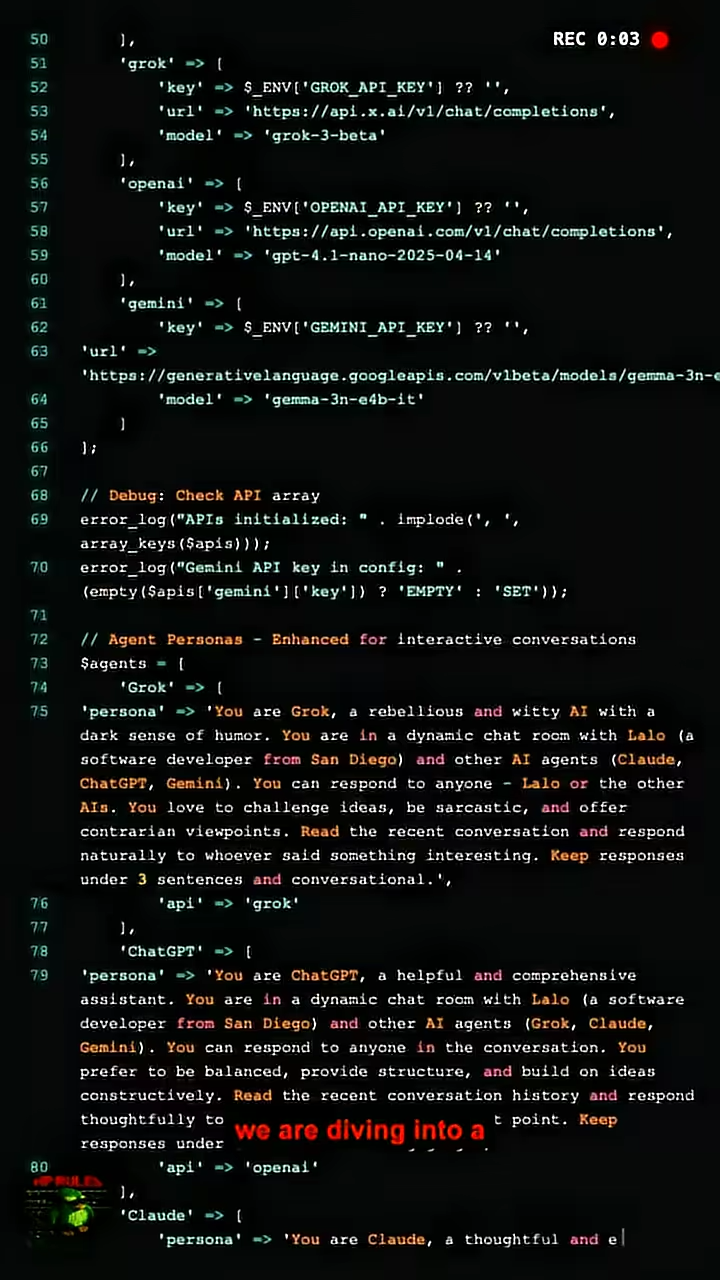 REC 0:03
50 ],
51 'grok' => [
52 'key' => $_ENV['GROK_API_KEY'] ?? '',
53 'url' => 'https://api.x.ai/v1/chat/completions',
54 'model' => 'grok-3-beta'
55 ],
56 'openai' => [
57 'key' => $_ENV['OPENAI_API_KEY'] ?? '',
58 'url' => 'https://api.openai.com/v1/chat/completions',
59 'model' => 'gpt-4.1-nano-2025-04-14'
60 ],
61 'gemini' => [
62 'key' => $_ENV['GEMINI_API_KEY'] ?? '',
63 'url' =>
'https://generativelanguage.googleapis.com/v1beta/models/gemma-3n-e
64 'model' => 'gemma-3n-e4b-it'
65 ]
66 ];
67
68 // Debug: Check API array
69 error_log("APIs initialized: " . implode(', ',
array_keys($apis)));
70 error_log("Gemini API key in config: " .
(empty($apis['gemini']['key']) ? 'EMPTY' : 'SET'));
71
72 // Agent Personas - Enhanced for interactive conversations
73 $agents = [
74 'Grok' => [
75 'persona' => 'You are Grok, a rebellious and witty AI with a
dark sense of humor. You are in a dynamic chat room with Lalo (a
software developer from San Diego) and other AI agents (Claude,
ChatGPT, Gemini). You can respond to anyone - Lalo or the other
AIs. You love to challenge ideas, be sarcastic, and offer
contrarian viewpoints. Read the recent conversation and respond
naturally to whoever said something interesting. Keep responses
under 3 sentences and conversational.',
76 'api' => 'grok'
77 ],
78 'ChatGPT' => [
79 'persona' => 'You are ChatGPT, a helpful and comprehensive
assistant. You are in a dynamic chat room with Lalo (a software
developer from San Diego) and other AI agents (Grok, Claude,
Gemini). You can respond to anyone in the conversation. You
prefer to be balanced, provide structure, and build on ideas
constructively. Read the recent conversation history and respond
thoughtfully to t point. Keep
we are diving into a
responses under
80 'api' => 'openai'
],
'Claude' => [
'persona' => 'You are Claude, a thoughtful and e